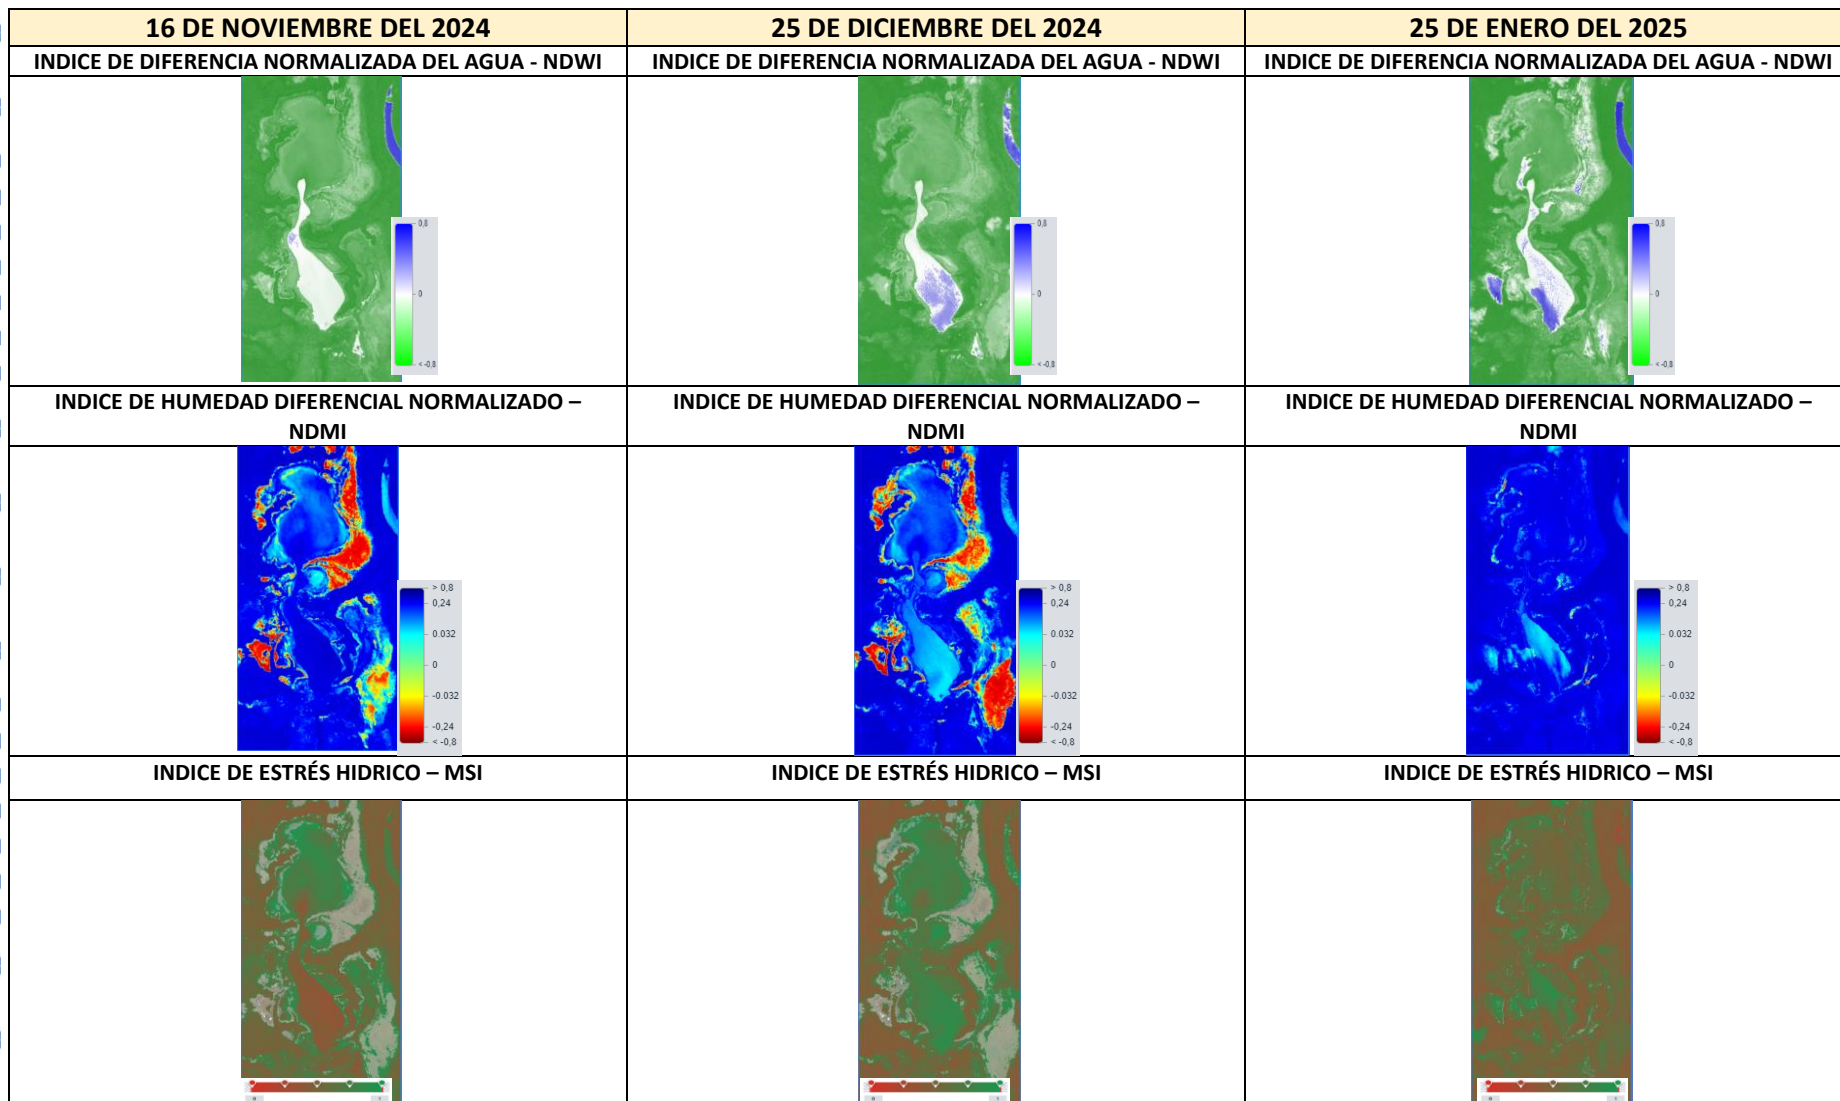 16 DE NOVIEMBRE DEL 2024
25 DE DICIEMBRE DEL 2024
25 DE ENERO DEL 2025
INDICE DE DIFERENCIA NORMALIZADA DEL AGUA - NDWI
INDICE DE DIFERENCIA NORMALIZADA DEL AGUA - NDWI
INDICE DE DIFERENCIA NORMALIZADA DEL AGUA - NDWI
0,8
0
< -0,8
0,8
0
< -0,8
0,8
0
< -0,8
INDICE DE HUMEDAD DIFERENCIAL NORMALIZADO –
NDMI
INDICE DE HUMEDAD DIFERENCIAL NORMALIZADO –
NDMI
INDICE DE HUMEDAD DIFERENCIAL NORMALIZADO –
NDMI
> 0,8
0,24
0.032
0
-0.032
-0,24
< -0,8
> 0,8
0,24
0.032
0
-0.032
-0,24
< -0,8
> 0,8
0,24
0.032
0
-0.032
-0,24
< -0,8
INDICE DE ESTRÉS HIDRICO – MSI
INDICE DE ESTRÉS HIDRICO – MSI
INDICE DE ESTRÉS HIDRICO – MSI